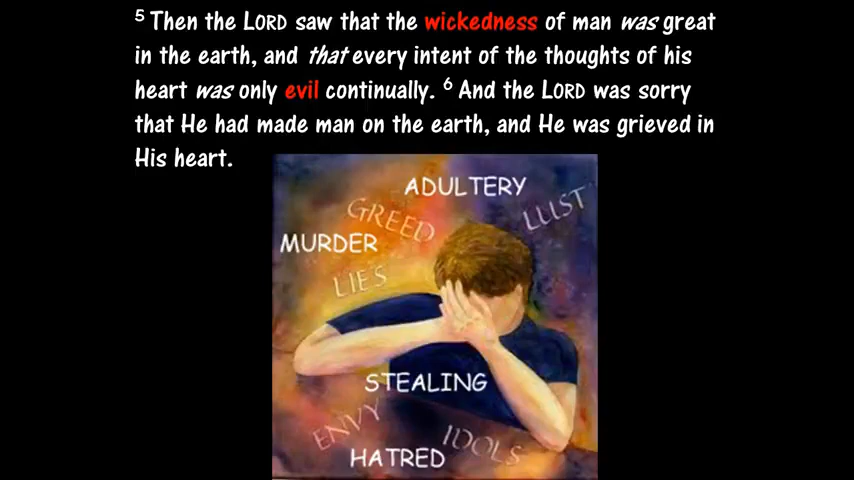 5 Then the LORD saw that the wickedness of man was great
in the earth, and that every intent of the thoughts of his
heart was only evil continually. 6 And the LORD was sorry
that He had made man on the earth, and He was grieved in
His heart.
ADULTERY
GREED
LUST
MURDER
LIES
STEALING
ENVY
IDOLS
HATRED